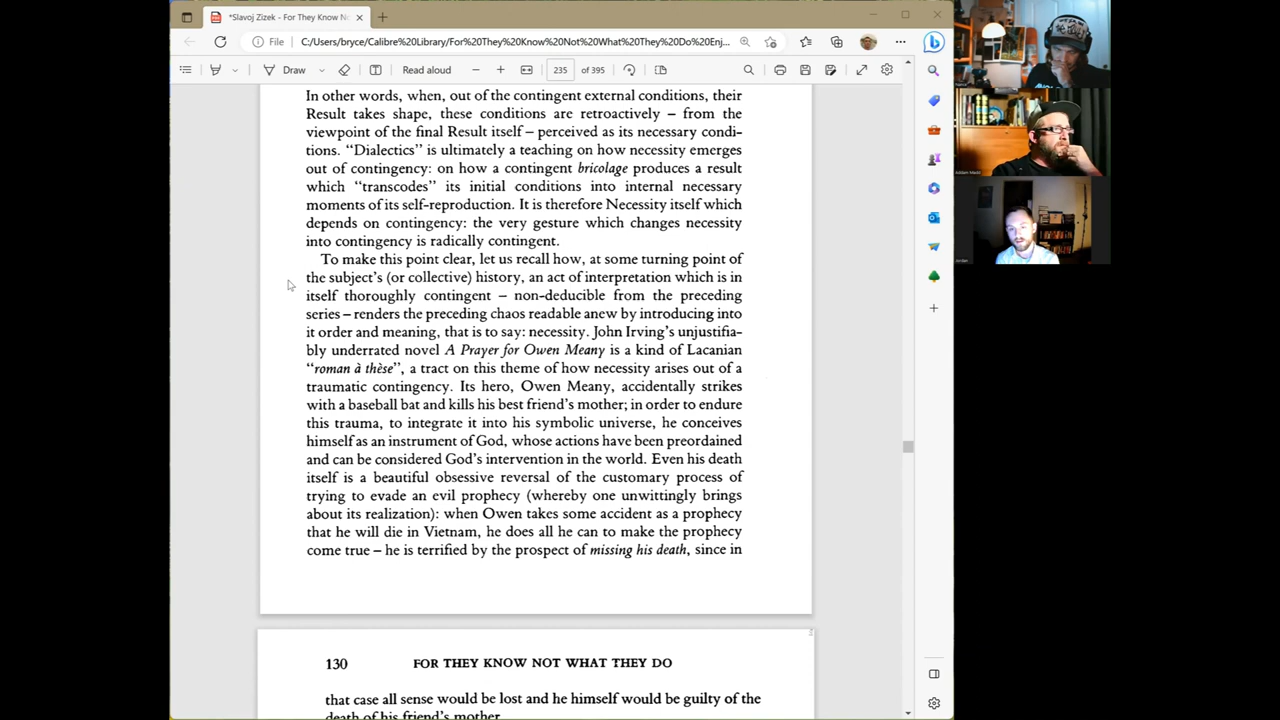 *Slavoj Zizek - For They Know No
File
C:/Users/bryce/Calibre%20Library/For%20They%20Know%20Not%20What%20They%20Do%20Enj...
Draw
Read aloud
235
of 395
In other words, when, out of the contingent external conditions, their
Result takes shape, these conditions are retroactively – from the
viewpoint of the final Result itself – perceived as its necessary condi-
tions. “Dialectics” is ultimately a teaching on how necessity emerges
out of contingency: on how a contingent bricolage produces a result
which “transcodes” its initial conditions into internal necessary
moments of its self-reproduction. It is therefore Necessity itself which
depends on contingency: the very gesture which changes necessity
into contingency is radically contingent.
To make this point clear, let us recall how, at some turning point of
the subject’s (or collective) history, an act of interpretation which is in
itself thoroughly contingent – non-deducible from the preceding
series – renders the preceding chaos readable anew by introducing into
it order and meaning, that is to say: necessity. John Irving’s unjustifia-
bly underrated novel A Prayer for Owen Meany is a kind of Lacanian
“roman à thèse”, a tract on this theme of how necessity arises out of a
traumatic contingency. Its hero, Owen Meany, accidentally strikes
with a baseball bat and kills his best friend’s mother; in order to endure
this trauma, to integrate it into his symbolic universe, he conceives
himself as an instrument of God, whose actions have been preordained
and can be considered God’s intervention in the world. Even his death
itself is a beautiful obsessive reversal of the customary process of
trying to evade an evil prophecy (whereby one unwittingly brings
about its realization): when Owen takes some accident as a prophecy
that he will die in Vietnam, he does all he can to make the prophecy
come true – he is terrified by the prospect of missing his death, since in
130 FOR THEY KNOW NOT WHAT THEY DO
that case all sense would be lost and he himself would be guilty of the
death of his friend’s mother.
Jordan